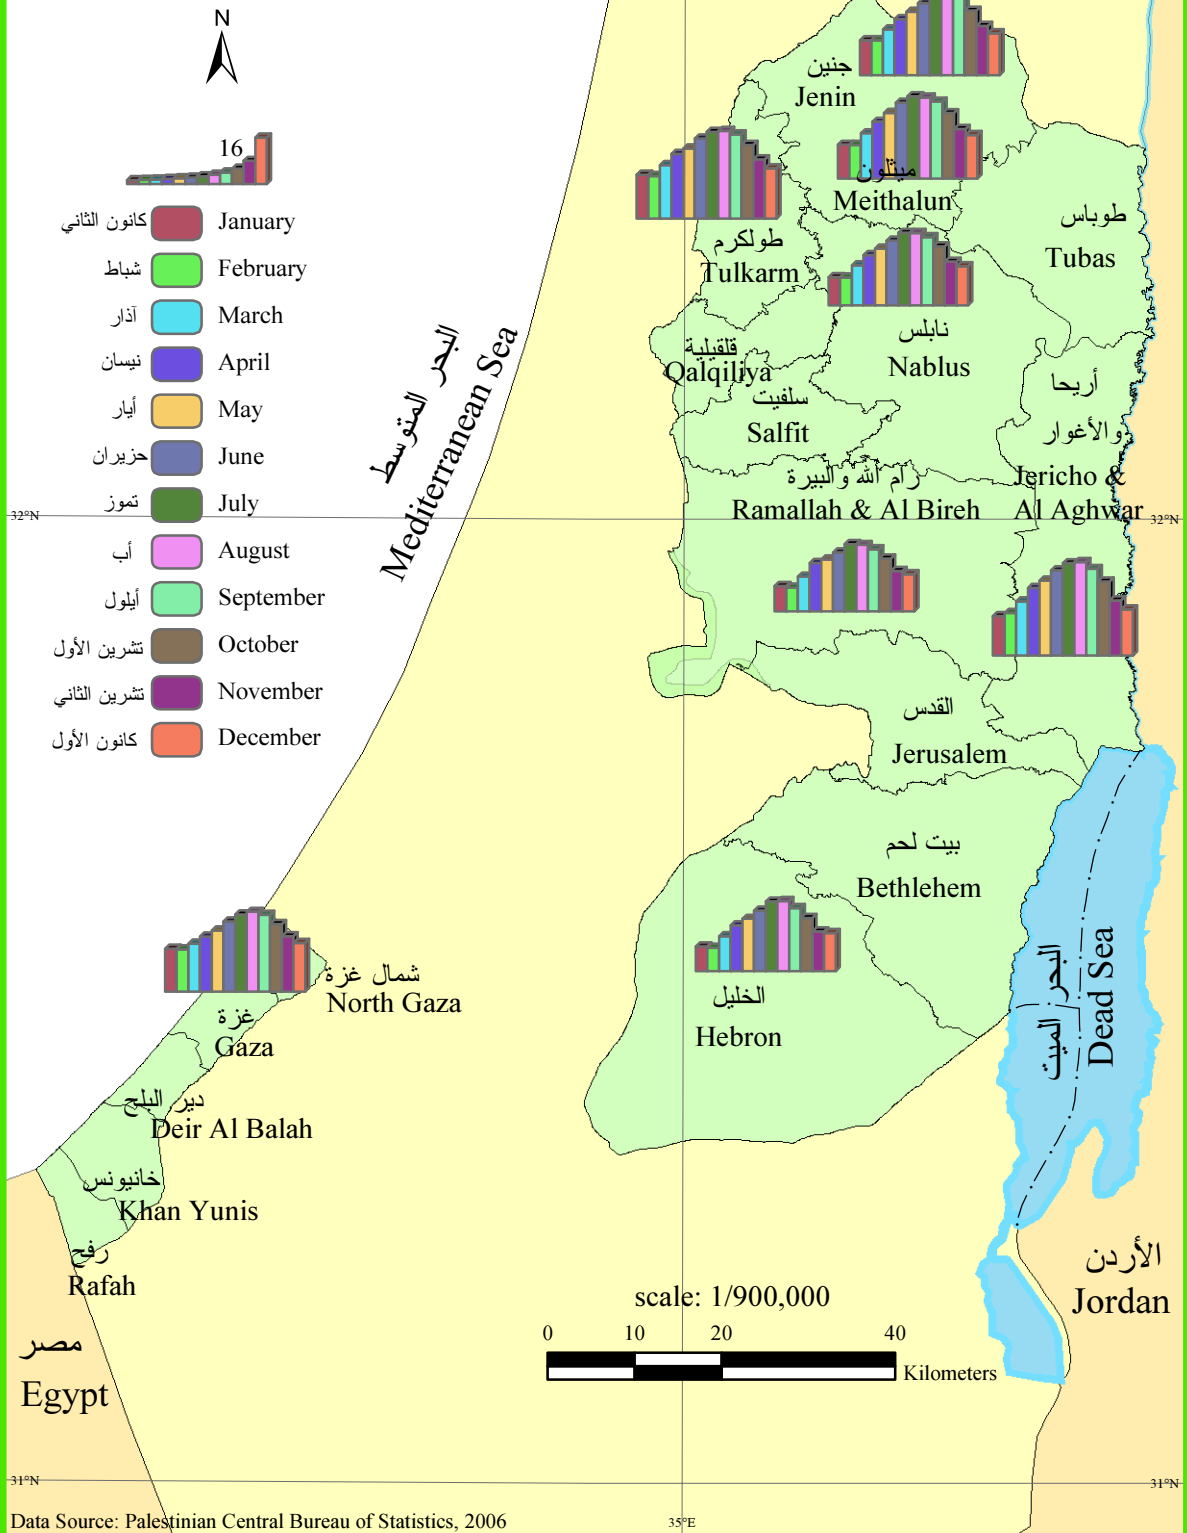 N
16
كانون الثاني January
شباط February
آذار March
نيسان April
أيار May
حزيران June
تموز July
أب August
أيلول September
تشرين الأول October
تشرين الثاني November
كانون الأول December
البحر المتوسط
Mediterranean Sea
جنين
Jenin
ميثلون
Meithalun
طوباس
Tubas
طولكرم
Tulkarm
نابلس
Nablus
قلقيلية
Qalqiliya
سلفيت
Salfit
أريحا
والأغوار
Jericho &
Al Aghwar
رام الله والبيرة
Ramallah & Al Bireh
32°N
32°N
القدس
Jerusalem
بيت لحم
Bethlehem
الخليل
Hebron
البحر الميت
Dead Sea
شمال غزة
North Gaza
غزة
Gaza
دير البلح
Deir Al Balah
خانيونس
Khan Yunis
رفح
Rafah
مصر
Egypt
الأردن
Jordan
scale: 1/900,000
0 10 20 40
Kilometers
31°N
31°N
35°E
Data Source: Palestinian Central Bureau of Statistics, 2006